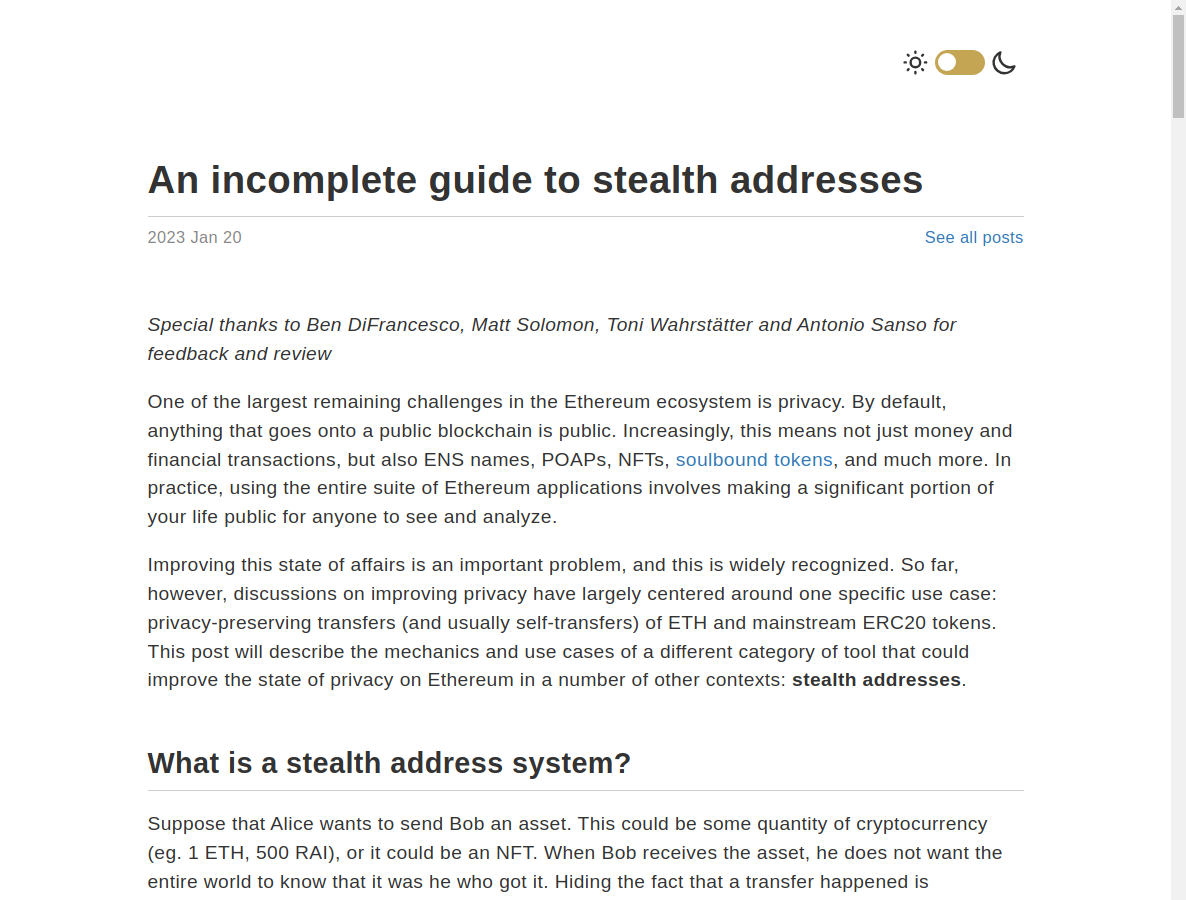 An incomplete guide to stealth addresses
2023 Jan 20
See all posts
Special thanks to Ben DiFrancesco, Matt Solomon, Toni Wahrstätter and Antonio Sanso for
feedback and review
One of the largest remaining challenges in the Ethereum ecosystem is privacy. By default,
anything that goes onto a public blockchain is public. Increasingly, this means not just money and
financial transactions, but also ENS names, POAPs, NFTs, soulbound tokens, and much more. In
practice, using the entire suite of Ethereum applications involves making a significant portion of
your life public for anyone to see and analyze.
Improving this state of affairs is an important problem, and this is widely recognized. So far,
however, discussions on improving privacy have largely centered around one specific use case:
privacy-preserving transfers (and usually self-transfers) of ETH and mainstream ERC20 tokens.
This post will describe the mechanics and use cases of a different category of tool that could
improve the state of privacy on Ethereum in a number of other contexts: stealth addresses.
What is a stealth address system?
Suppose that Alice wants to send Bob an asset. This could be some quantity of cryptocurrency
(eg. 1 ETH, 500 RAI), or it could be an NFT. When Bob receives the asset, he does not want the
entire world to know that it was he who got it. Hiding the fact that a transfer happened is